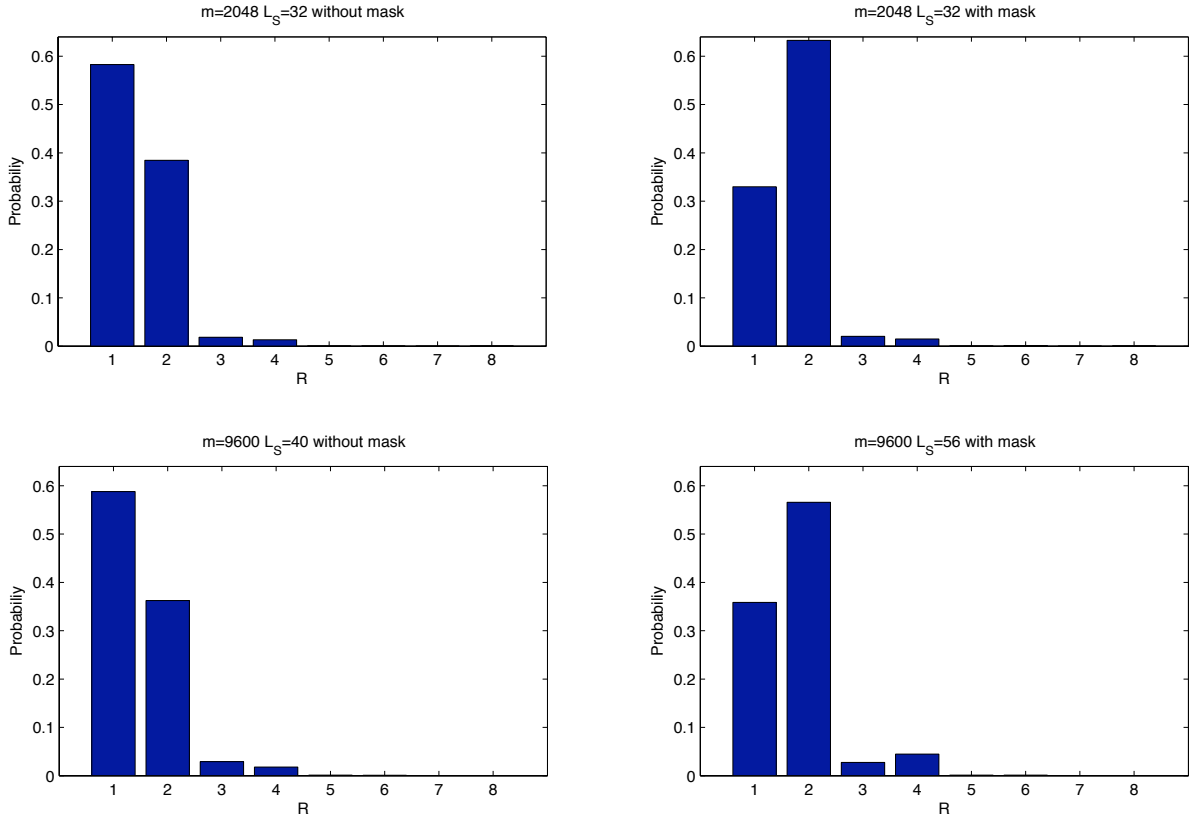 m=2048 L_S=32 without mask
0.6
0.5
0.4
0.3
0.2
0.1
0
Probabiliy
1 2 3 4 5 6 7 8
R
m=2048 L_S=32 with mask
0.6
0.5
0.4
0.3
0.2
0.1
0
Probabiliy
1 2 3 4 5 6 7 8
R
m=9600 L_S=40 without mask
0.6
0.5
0.4
0.3
0.2
0.1
0
Probabiliy
1 2 3 4 5 6 7 8
R
m=9600 L_S=56 with mask
0.6
0.5
0.4
0.3
0.2
0.1
0
Probabiliy
1 2 3 4 5 6 7 8
R